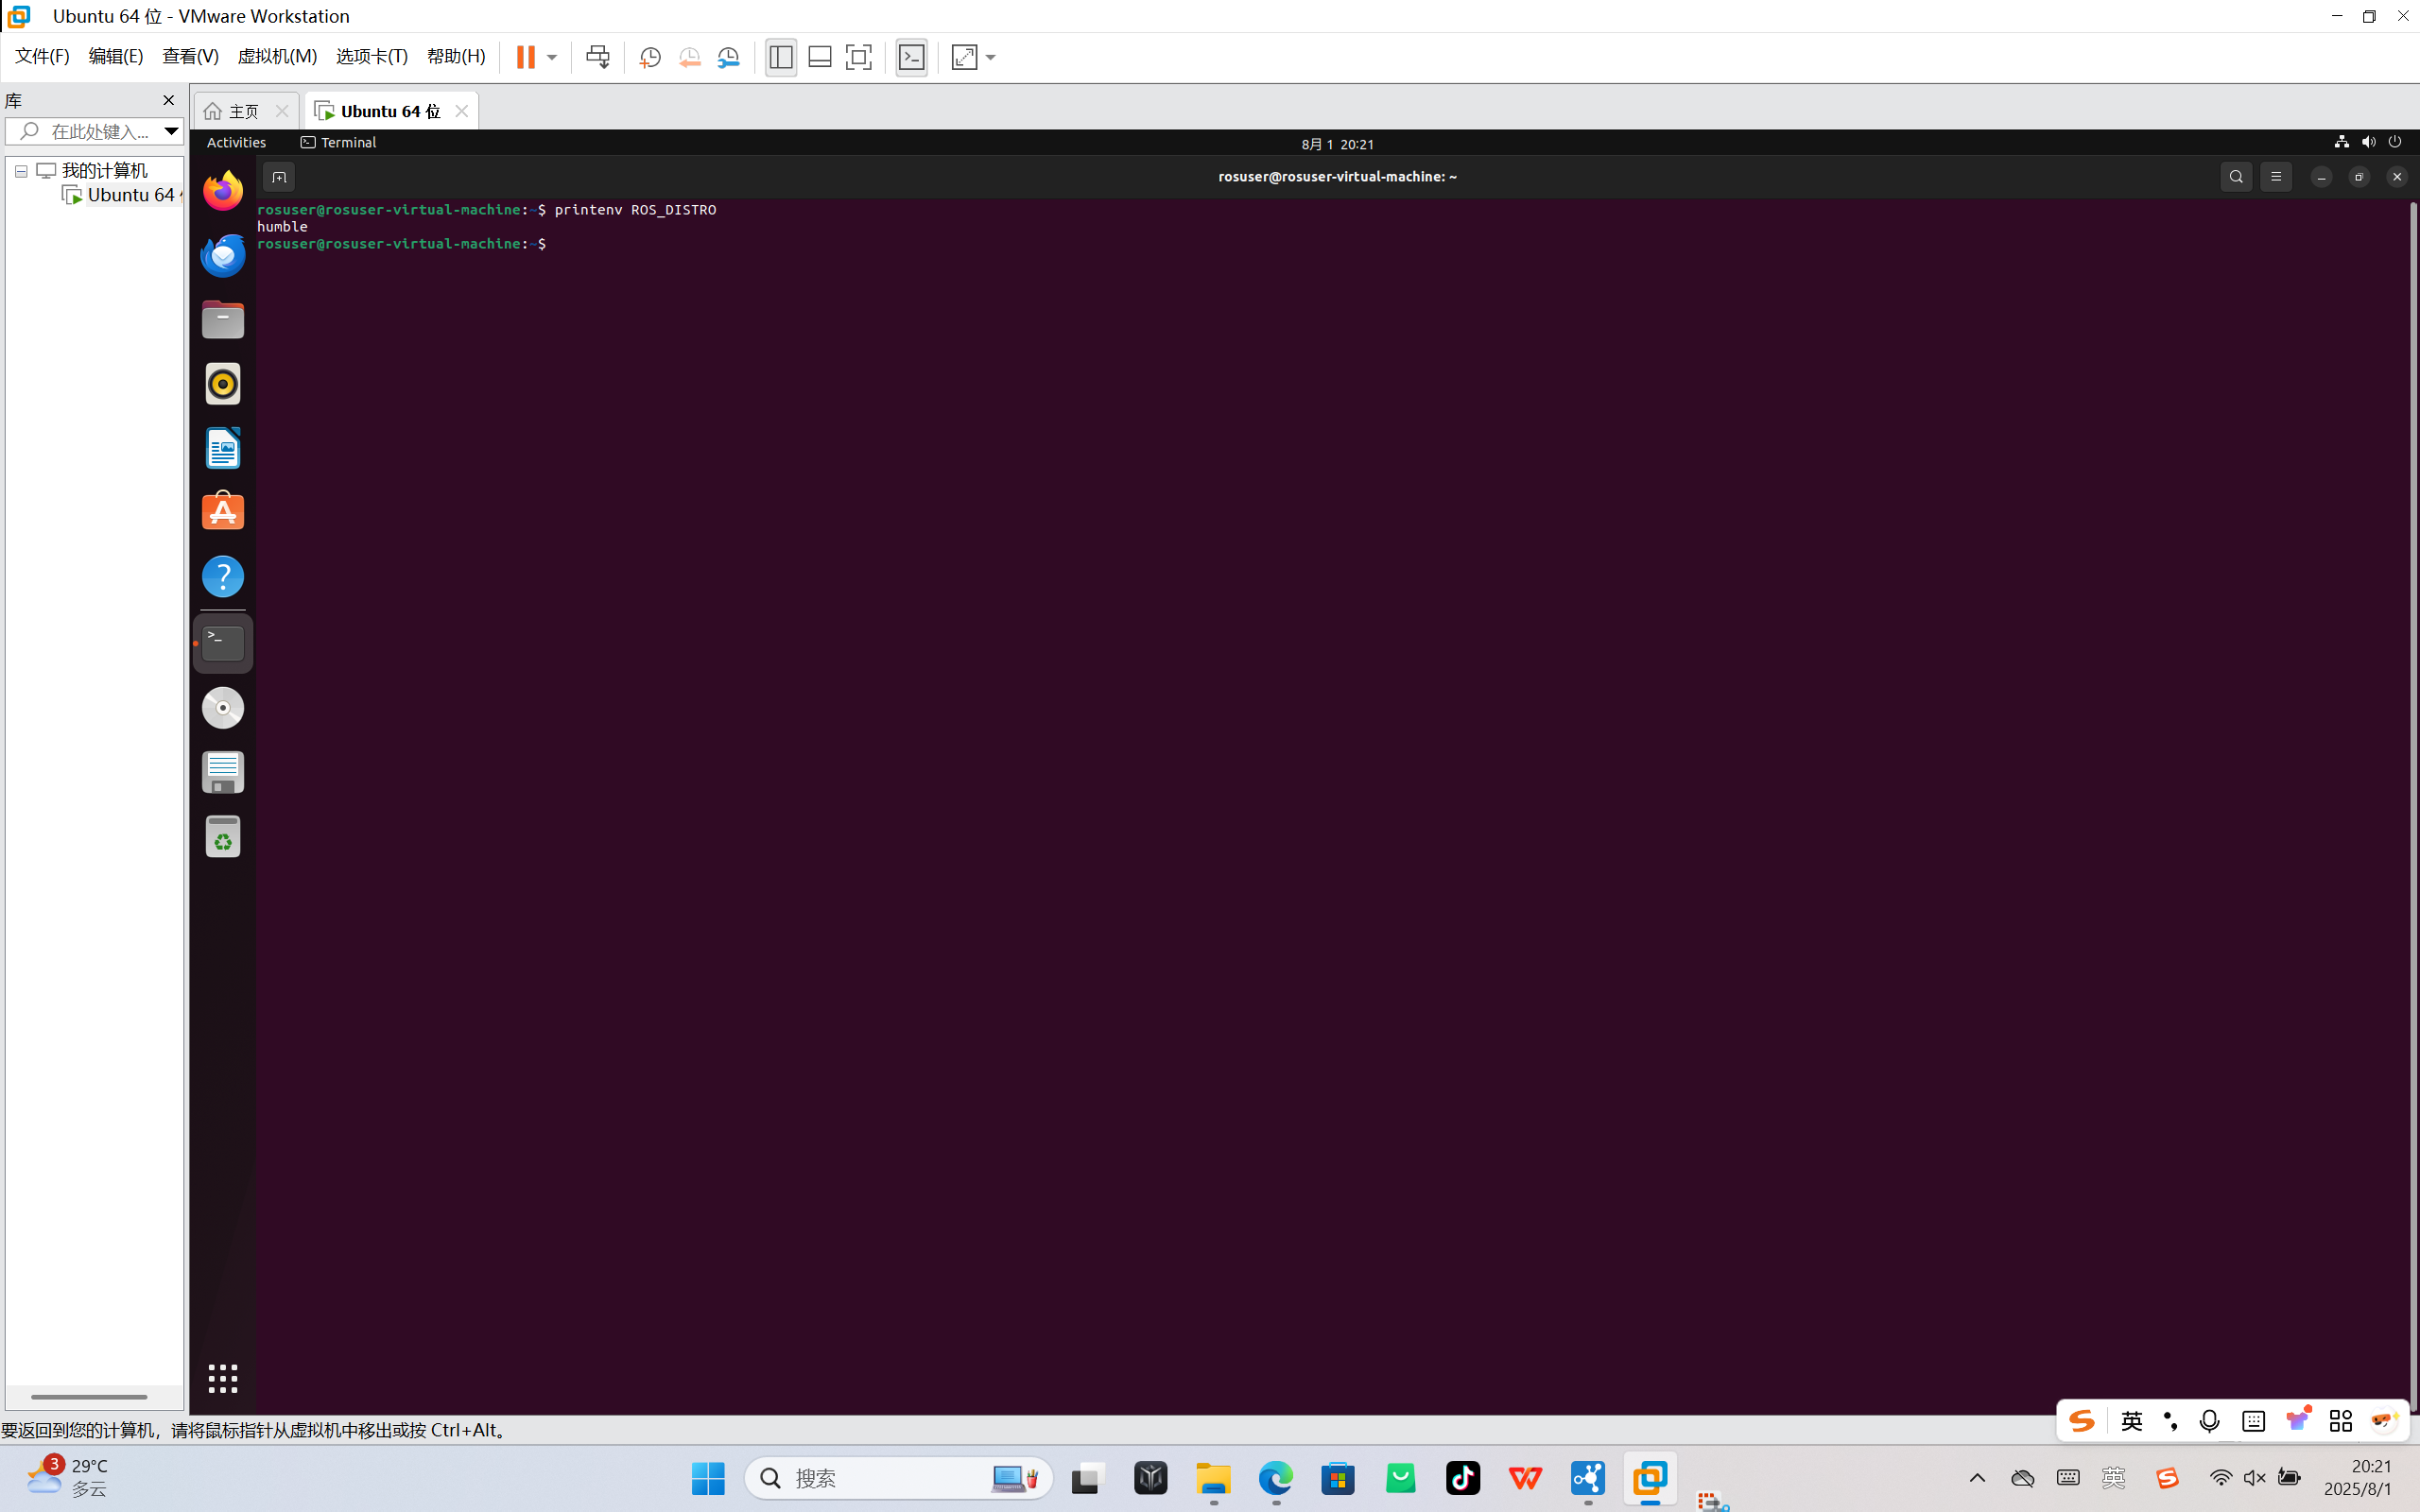 Ubuntu 64 位 - VMware Workstation
文件(F) 编辑(E) 查看(V) 虚拟机(M) 选项卡(T) 帮助(H)
库
主页
Ubuntu 64 位
在此处键入...
我的计算机
Ubuntu 64
Activities
Terminal
8月 1 20:21
rosuser@rosuser-virtual-machine: ~
rosuser@rosuser-virtual-machine:~$ printenv ROS_DISTRO
humble
rosuser@rosuser-virtual-machine:~$
要返回到您的计算机，请将鼠标指针从虚拟机中移出或按 Ctrl+Alt。
英
3
29°C
多云
搜索
英
20:21
2025/8/1